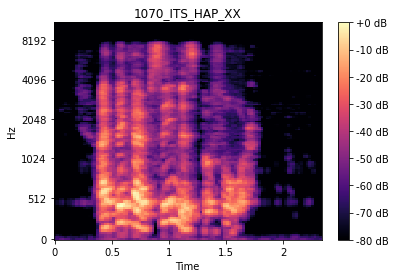 1070_ITS_HAP_XX
+0 dB
8192
-10 dB
4096
-20 dB
-30 dB
2048
-40 dB
Hz
1024
-50 dB
512
-60 dB
-70 dB
0
-80 dB
0 0.5 1 1.5 2
Time